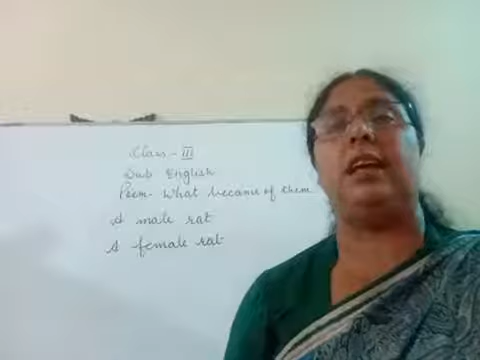 Class - III
Sub English
Poem - What became of them
A male rat
A female rat